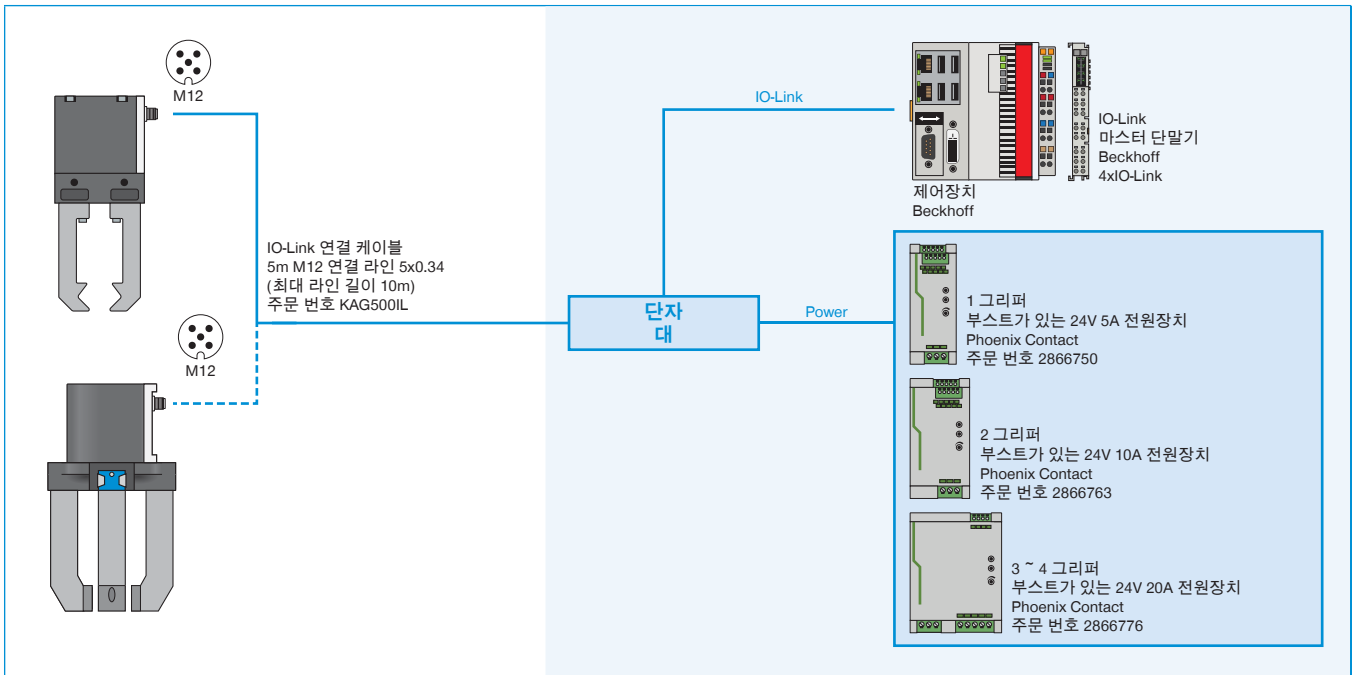 M12
IO-Link 연결 케이블
5m M12 연결 라인 5x0.34
(최대 라인 길이 10m)
주문 번호 KAG500IL
M12
단자
대
IO-Link
Power
제어장치
Beckhoff
IO-Link
마스터 단말기
Beckhoff
4xIO-Link
1 그리퍼
부스트가 있는 24V 5A 전원장치
Phoenix Contact
주문 번호 2866750
2 그리퍼
부스트가 있는 24V 10A 전원장치
Phoenix Contact
주문 번호 2866763
3 ~ 4 그리퍼
부스트가 있는 24V 20A 전원장치
Phoenix Contact
주문 번호 2866776